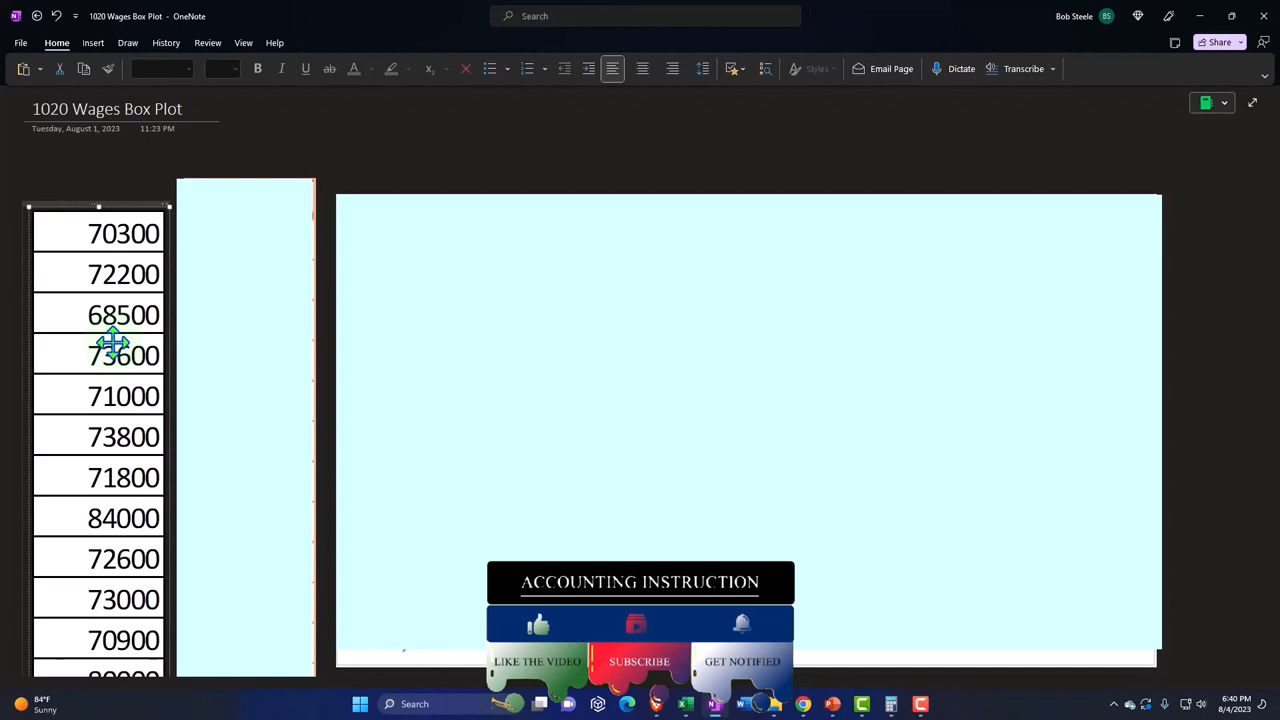 1020 Wages Box Plot - OneNote
Search
Bob Steele
BS
File Home Insert Draw History Review View Help
Share
B I U ab A x
Email Page
Dictate
Transcribe
Styles
1020 Wages Box Plot
Tuesday, August 1, 2023 11:23 PM
70300
72200
68500
73600
71000
73800
71800
84000
72600
73000
70900
ACCOUNTING INSTRUCTION
LIKE THE VIDEO
SUBSCRIBE
GET NOTIFIED
84°F
Sunny
Search
6:40 PM
8/4/2023